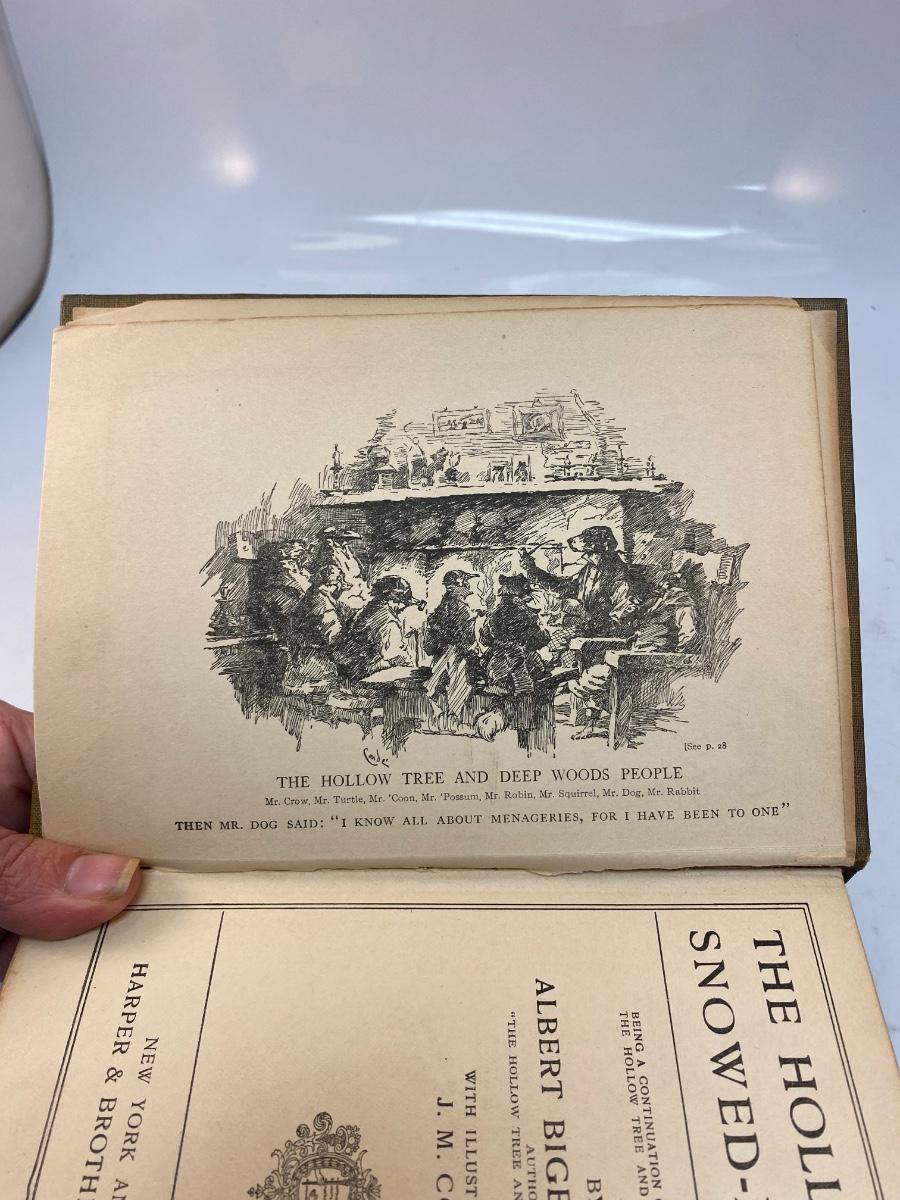 [See p. 28
THE HOLLOW TREE AND DEEP WOODS PEOPLE
Mr. Crow, Mr. Turtle, Mr. 'Coon, Mr. 'Possum, Mr. Robin, Mr. Squirrel, Mr. Dog, Mr. Rabbit
THEN MR. DOG SAID: "I KNOW ALL ABOUT MENAGERIES, FOR I HAVE BEEN TO ONE"
THE HOLL
SNOWED-
BEING A CONTINUATION
THE HOLLOW TREE AND
BY
ALBERT BIGE
AUTHO
"THE HOLLOW TREE AN
WITH ILLUST
J. M. CO
NEW YORK AN
HARPER & BROTHE